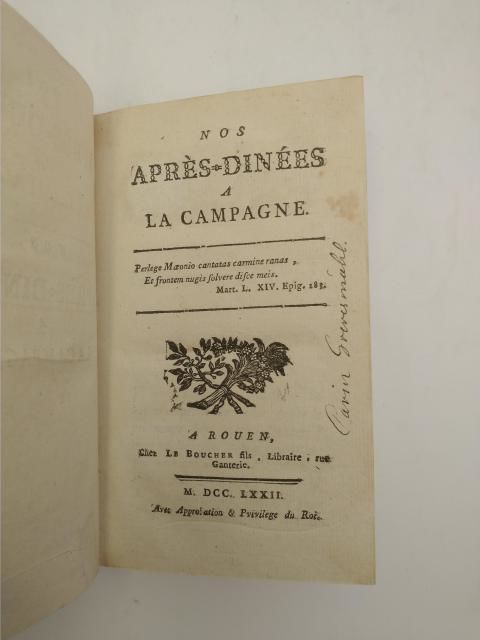 NOS
APRÈS-DINÉES
A
LA CAMPAGNE.
Perlege Mæonio cantatas carmine ranas,
Et frontem nugis solvere disce meis.
Mart. L. XIV. Epig. 183.
A ROUEN,
Chez LE BOUCHER fils, Libraire, rue
Ganterie.
M. DCC. LXXII.
Avec Approbation & Privilege du Roi.